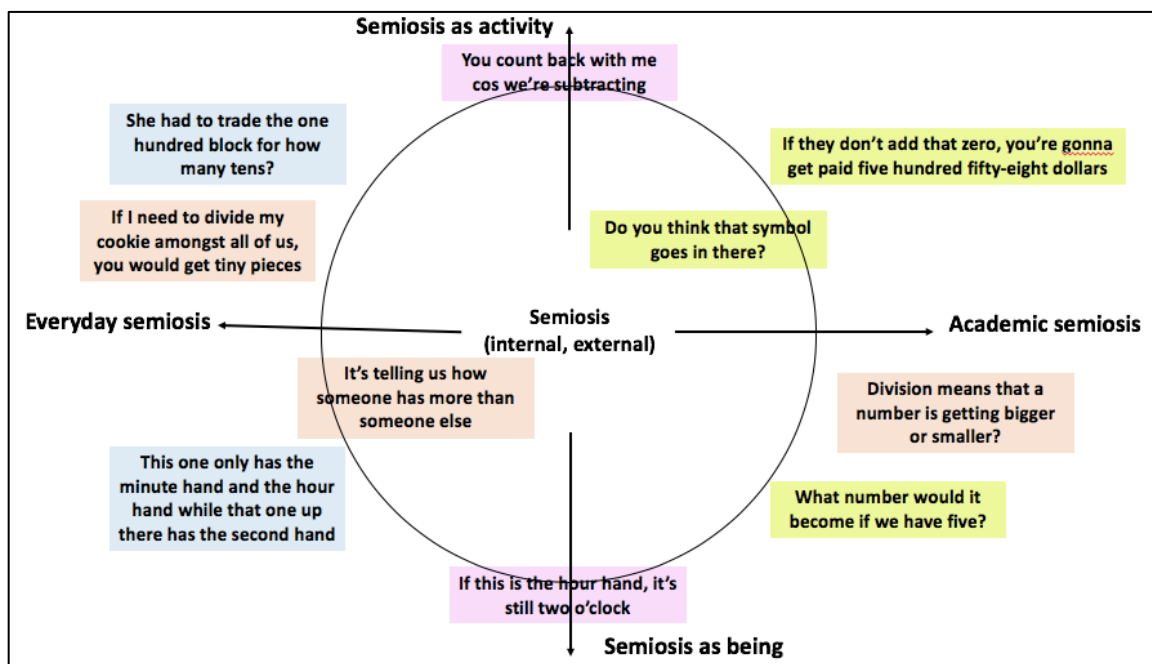 Semiosis as activity
You count back with me
cos we're subtracting
She had to trade the one
hundred block for how
many tens?
If they don't add that zero, you're gonna
get paid five hundred fifty-eight dollars
If I need to divide my
cookie amongst all of us,
you would get tiny pieces
Do you think that symbol
goes in there?
Everyday semiosis
Semiosis
(internal, external)
Academic semiosis
It's telling us how
someone has more than
someone else
Division means that a
number is getting bigger
or smaller?
This one only has the
minute hand and the hour
hand while that one up
there has the second hand
What number would it
become if we have five?
If this is the hour hand, it's
still two o'clock
Semiosis as being